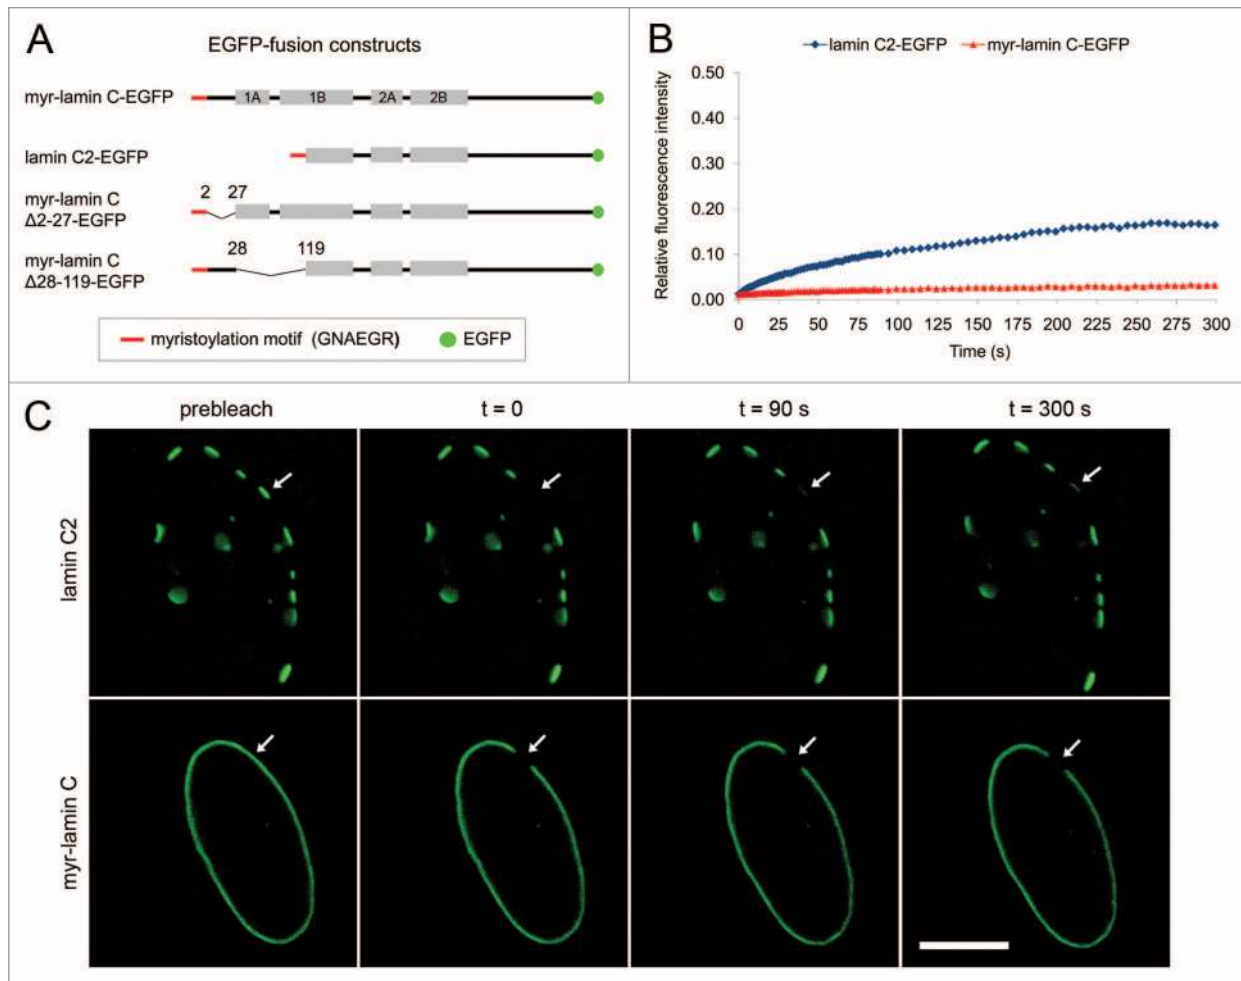 A
EGFP-fusion constructs
myr-lamin C-EGFP
1A 1B 2A 2B
lamin C2-EGFP
2 27
myr-lamin C
Δ2-27-EGFP
28 119
myr-lamin C
Δ28-119-EGFP
myristoylation motif (GNAEGR) EGFP
B
lamin C2-EGFP myr-lamin C-EGFP
Relative fluorescence intensity
0.50
0.40
0.30
0.20
0.10
0.00
0 25 50 75 100 125 150 175 200 225 250 275 300
Time (s)
C
prebleach t = 0 t = 90 s t = 300 s
lamin C2
myr-lamin C